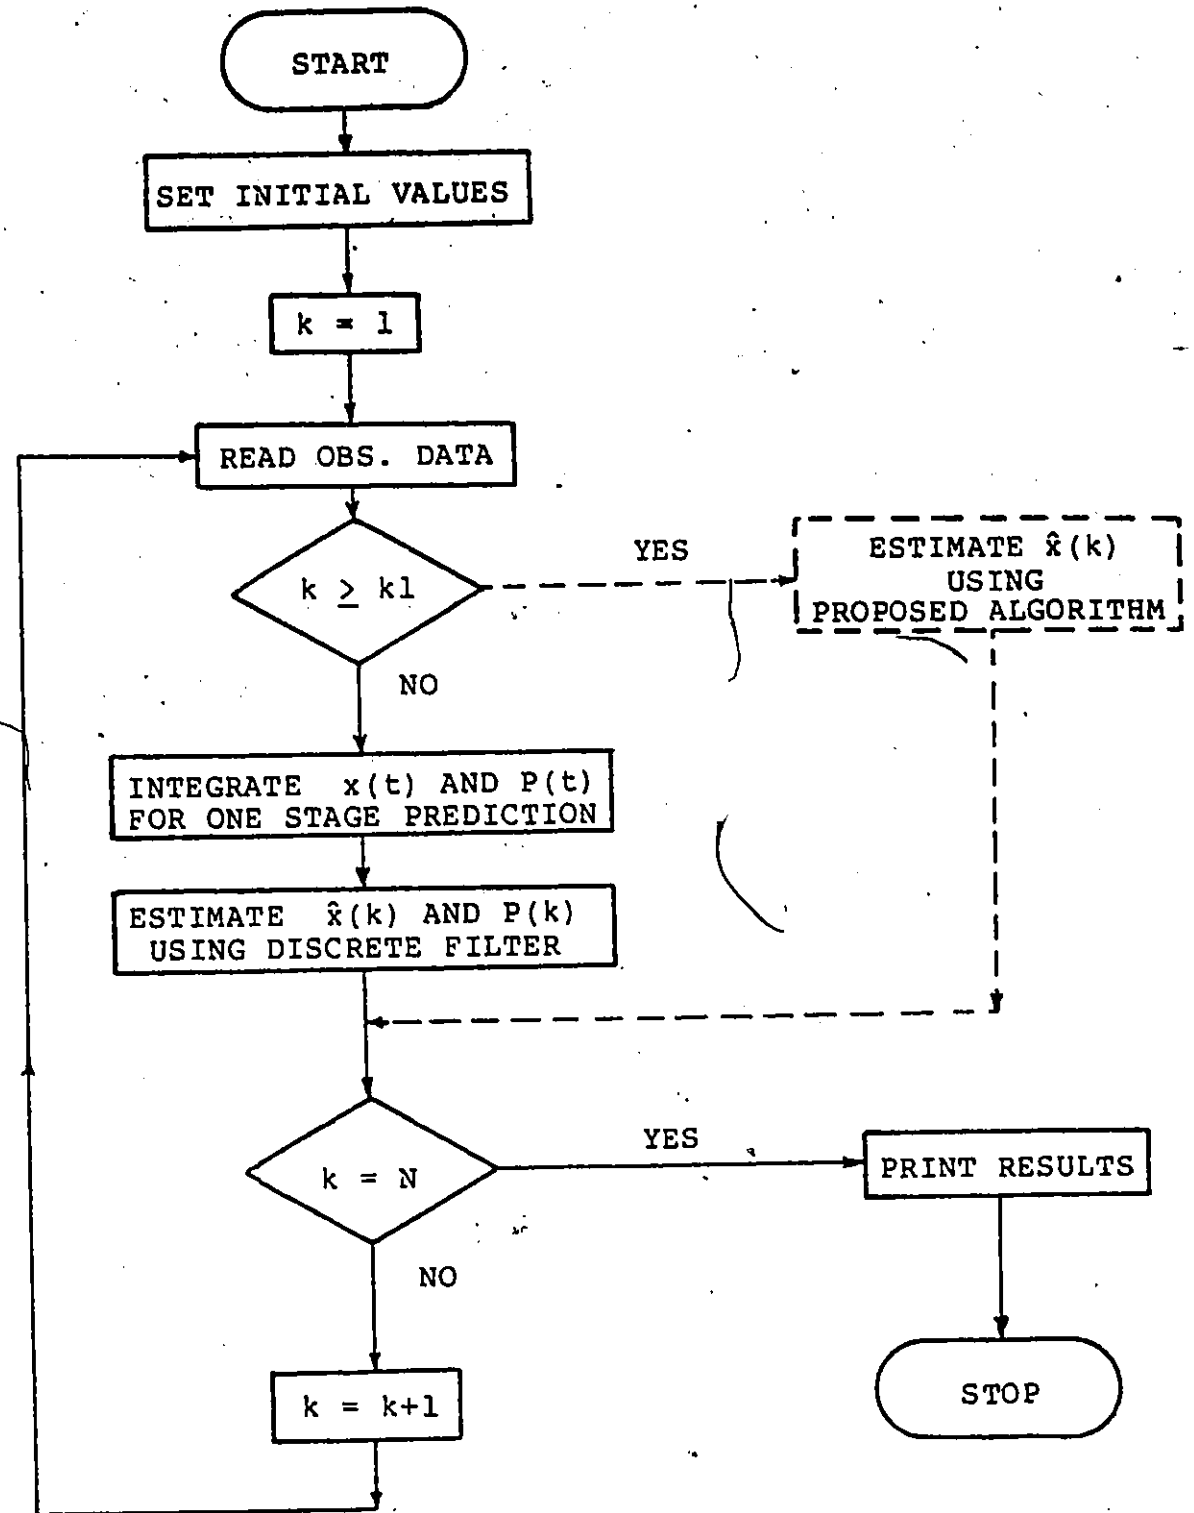 START
SET INITIAL VALUES
k = 1
READ OBS. DATA
k ≥ k1
YES
ESTIMATE x̂(k)
USING
PROPOSED ALGORITHM
NO
INTEGRATE x(t) AND P(t)
FOR ONE STAGE PREDICTION
ESTIMATE x̂(k) AND P(k)
USING DISCRETE FILTER
k = N
YES
PRINT RESULTS
NO
k = k+1
STOP